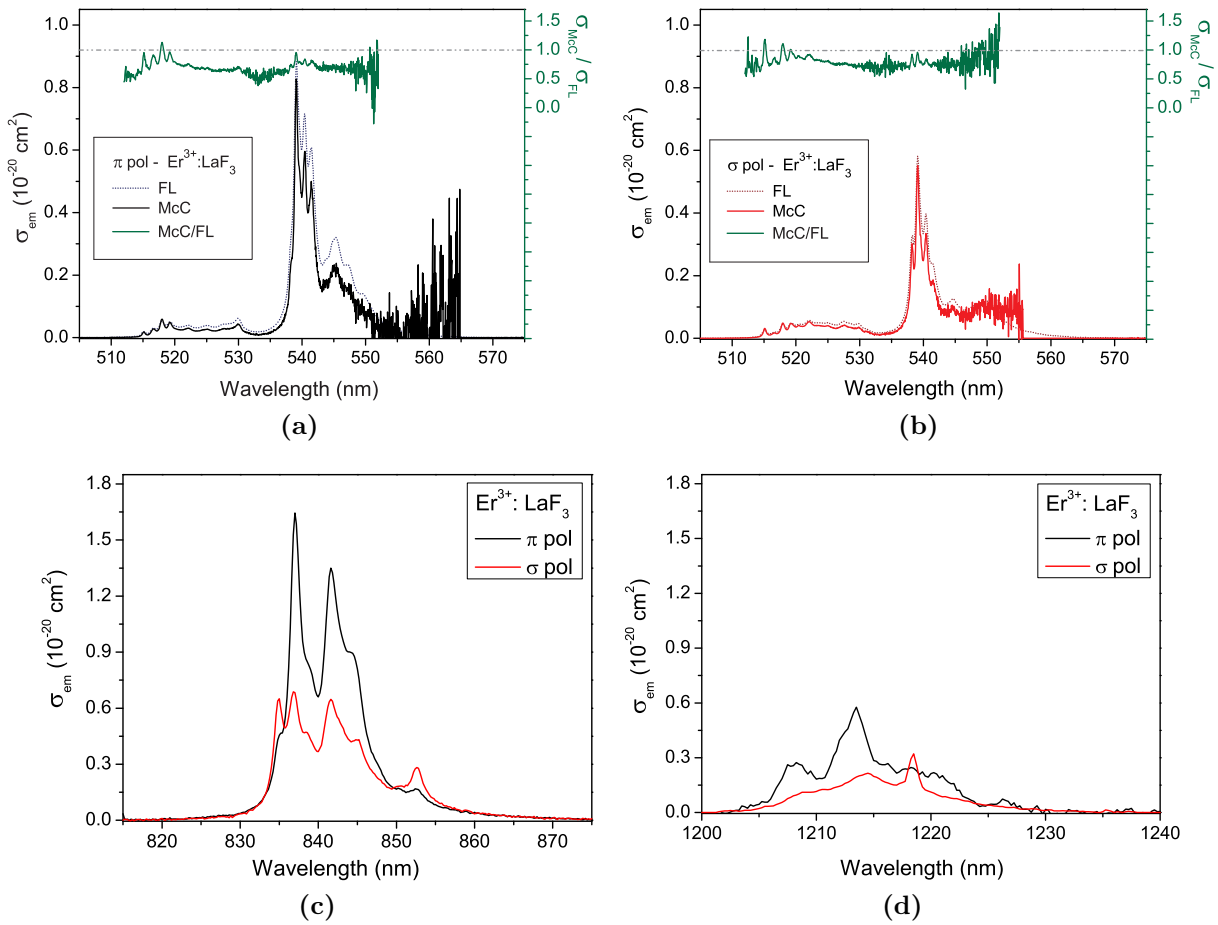 1.0
0.8
0.6
0.4
0.2
0.0
σem (10-20 cm2)
1.5
1.0
0.5
0.0
σMcC / σFL
π pol - Er3+:LaF3
FL
McC
McC/FL
510 520 530 540 550 560 570
Wavelength (nm)
(a)
1.0
0.8
0.6
0.4
0.2
0.0
σem (10-20 cm2)
1.5
1.0
0.5
0.0
σMcC / σFL
σ pol - Er3+:LaF3
FL
McC
McC/FL
510 520 530 540 550 560 570
Wavelength (nm)
(b)
1.8
1.5
1.2
0.9
0.6
0.3
0.0
σem (10-20 cm2)
Er3+: LaF3
π pol
σ pol
820 830 840 850 860 870
Wavelength (nm)
(c)
1.8
1.5
1.2
0.9
0.6
0.3
0.0
σem (10-20 cm2)
Er3+: LaF3
π pol
σ pol
1200 1210 1220 1230 1240
Wavelength (nm)
(d)